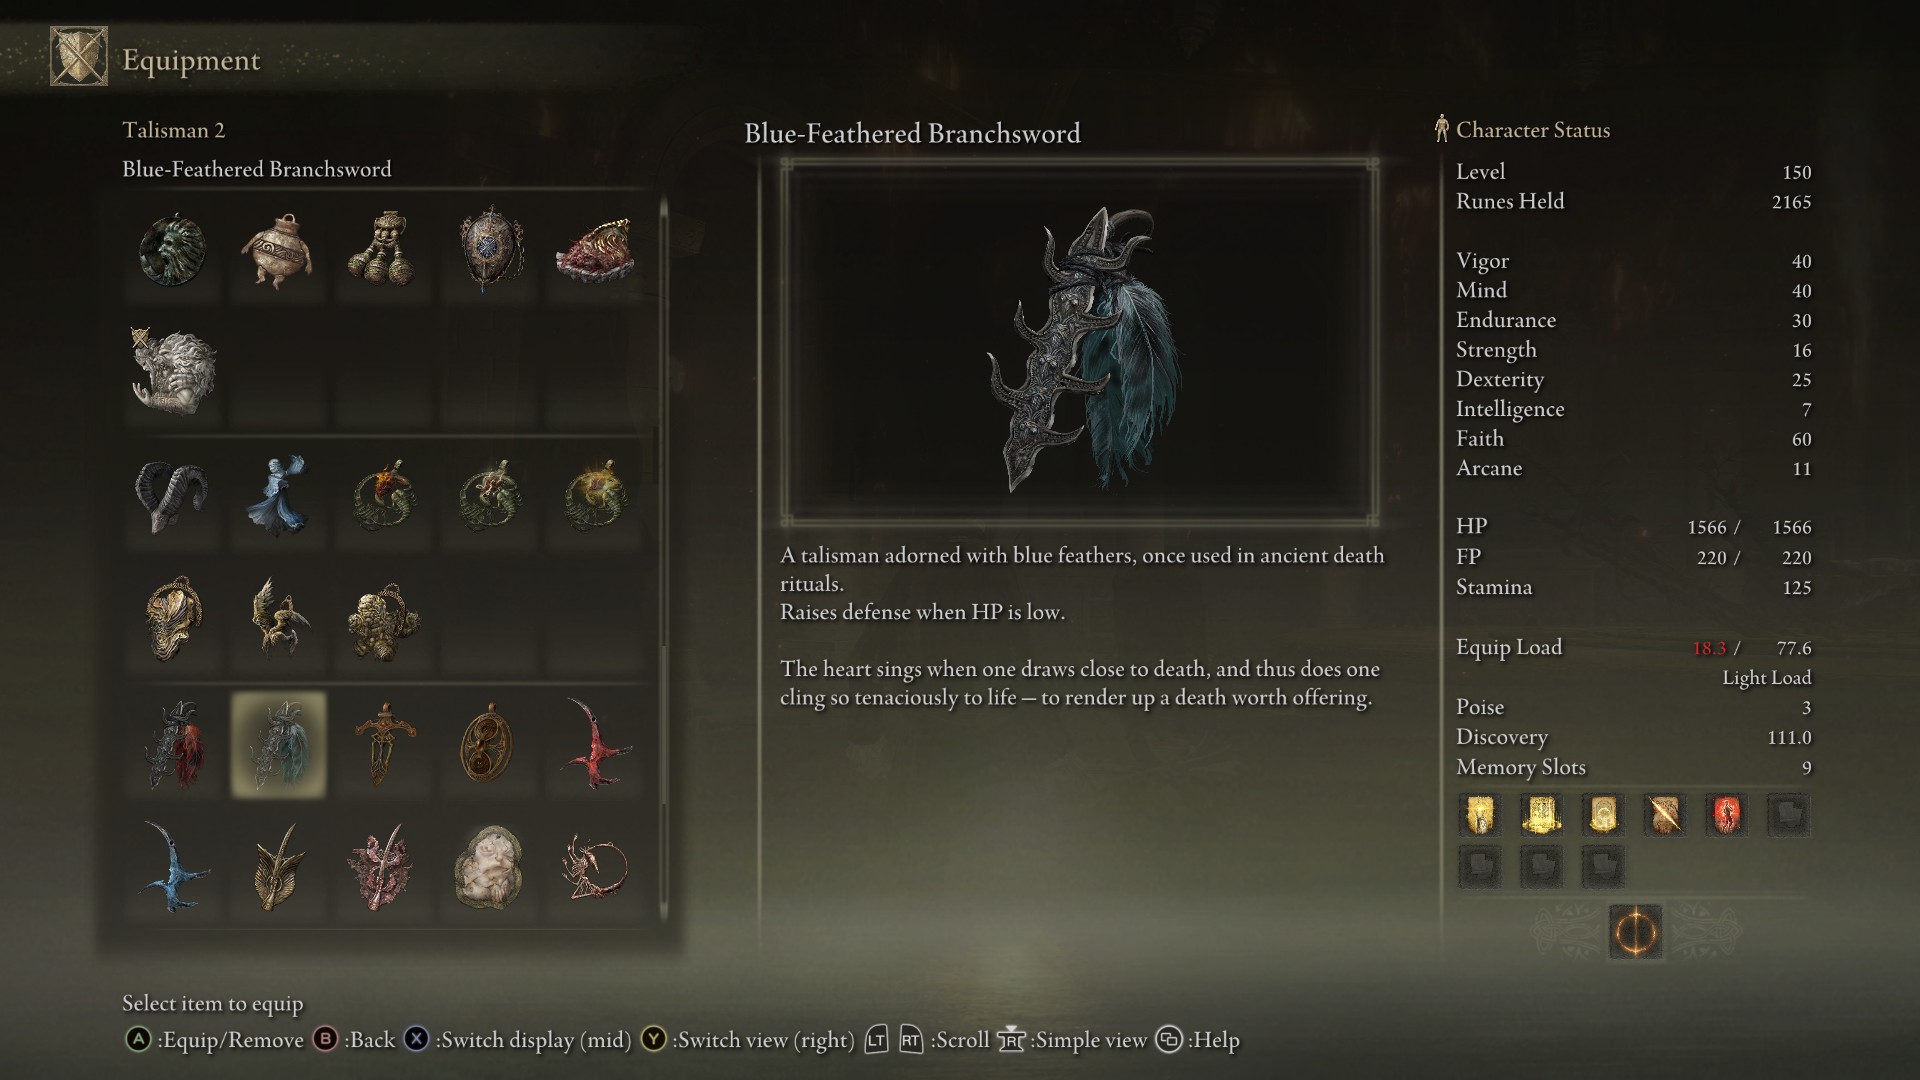 Equipment
Talisman 2
Blue-Feathered Branchsword
Blue-Feathered Branchsword
A talisman adorned with blue feathers, once used in ancient death
rituals.
Raises defense when HP is low.
The heart sings when one draws close to death, and thus does one
cling so tenaciously to life – to render up a death worth offering.
Character Status
Level 150
Runes Held 2165
Vigor 40
Mind 40
Endurance 30
Strength 16
Dexterity 25
Intelligence 7
Faith 60
Arcane 11
HP 1566 / 1566
FP 220 / 220
Stamina 125
Equip Load 18.3 / 77.6
Light Load
Poise 3
Discovery 111.0
Memory Slots 9
Select item to equip
A :Equip/Remove B :Back X :Switch display (mid) Y :Switch view (right) LT RT :Scroll R :Simple view :Help